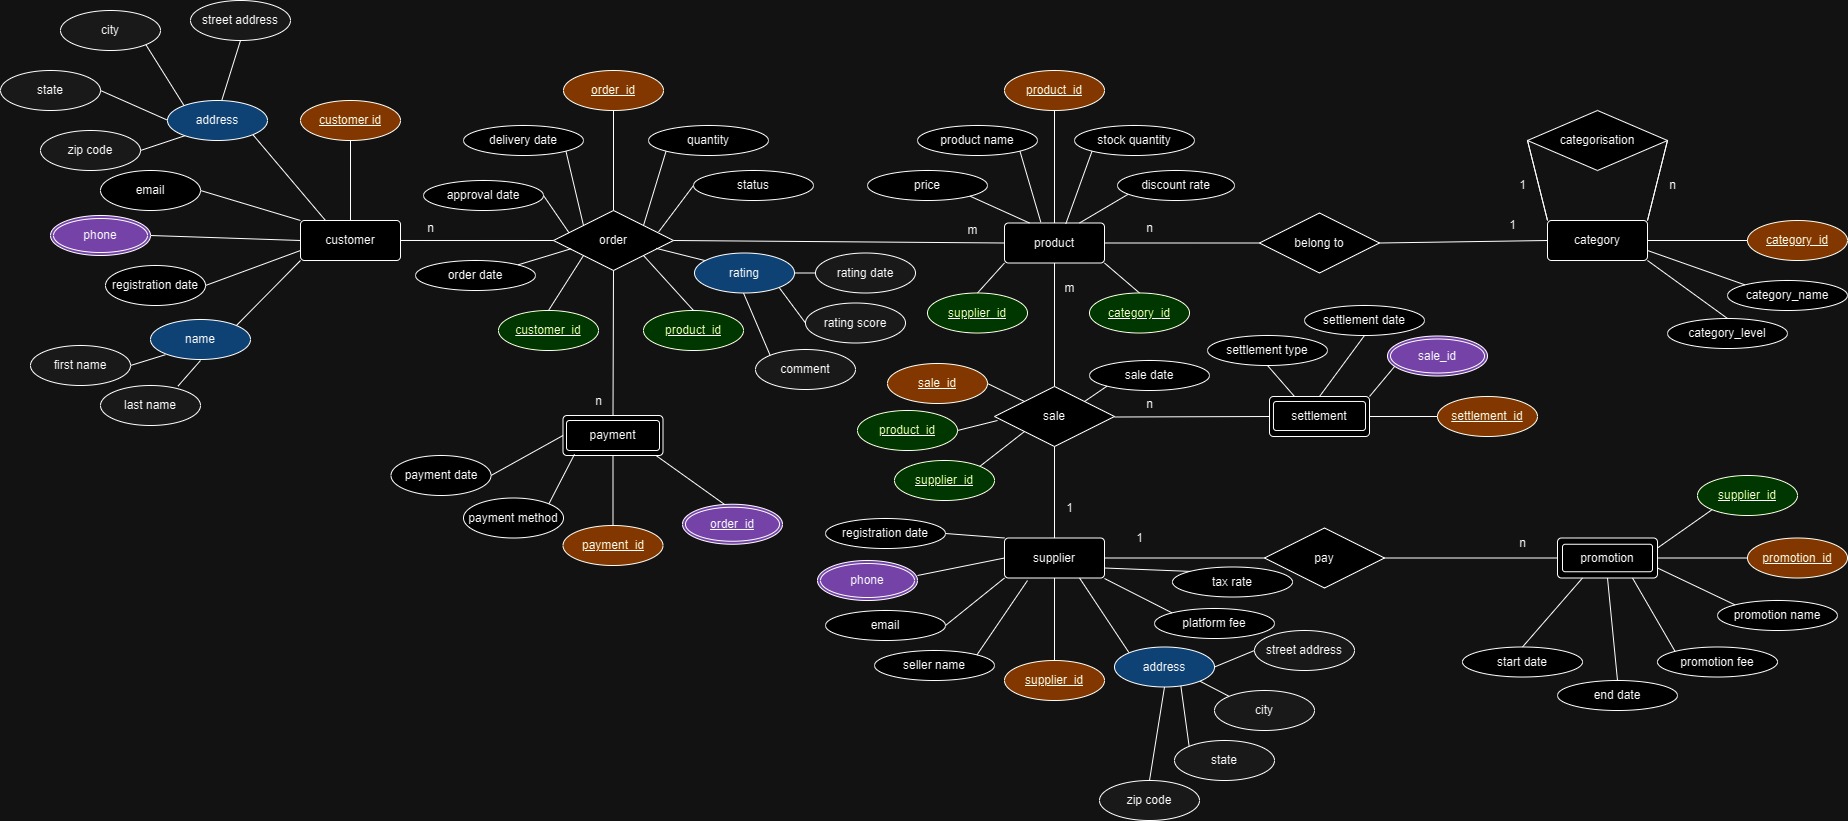 city
street address
state
address
customer id
zip code
email
phone
registration date
name
first name
last name
customer
n
order_id
delivery date
quantity
approval date
status
order
order date
rating
rating date
rating score
comment
customer_id
product_id
n
payment
payment date
payment method
payment_id
order_id
m
product_id
product name
stock quantity
price
discount rate
product
n
supplier_id
category_id
m
belong to
1
categorisation
1
n
category
category_id
category_name
category_level
sale_id
sale date
product_id
sale
supplier_id
n
settlement type
settlement date
sale_id
settlement
settlement_id
1
registration date
phone
email
seller name
supplier
supplier_id
1
tax rate
platform fee
address
street address
city
state
zip code
pay
n
promotion
supplier_id
promotion_id
promotion name
promotion fee
start date
end date